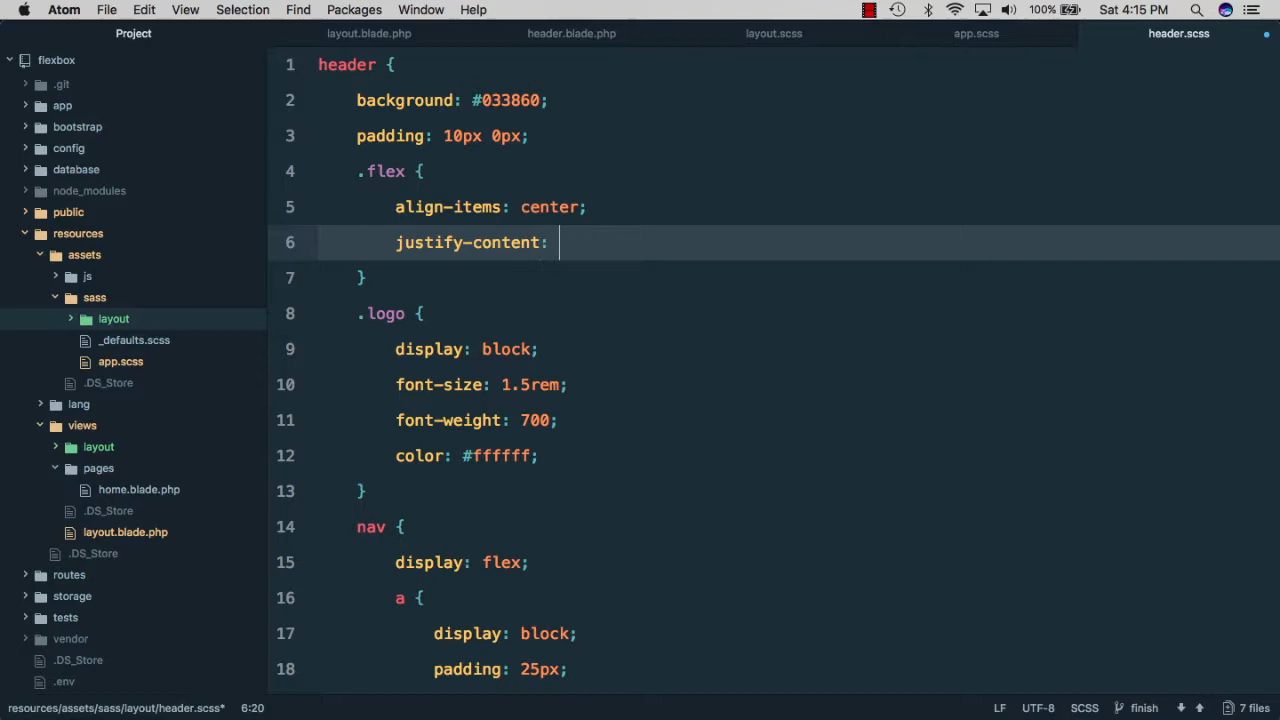 Atom File Edit View Selection Find Packages Window Help 100% Sat 4:15 PM
Project layout.blade.php header.blade.php layout.scss app.scss header.scss
flexbox
.git
app
bootstrap
config
database
node_modules
public
resources
assets
js
sass
layout
_defaults.scss
app.scss
.DS_Store
lang
views
layout
pages
home.blade.php
.DS_Store
layout.blade.php
.DS_Store
routes
storage
tests
vendor
.DS_Store
.env
1 header {
2 background: #033860;
3 padding: 10px 0px;
4 .flex {
5 align-items: center;
6 justify-content:
7 }
8 .logo {
9 display: block;
10 font-size: 1.5rem;
11 font-weight: 700;
12 color: #ffffff;
13 }
14 nav {
15 display: flex;
16 a {
17 display: block;
18 padding: 25px;
resources/assets/sass/layout/header.scss* 6:20 LF UTF-8 SCSS finish 7 files